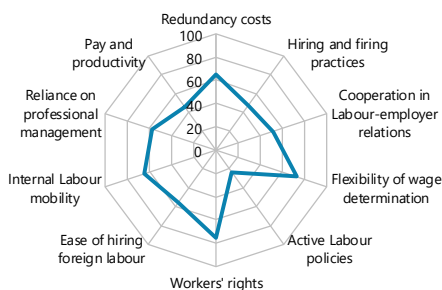 Redundancy costs
Hiring and firing
practices
Cooperation in
Labour-employer
relations
Flexibility of wage
determination
Active Labour
policies
Workers' rights
Ease of hiring
foreign labour
Internal Labour
mobility
Reliance on
professional
management
Pay and
productivity
100
80
60
40
20
0